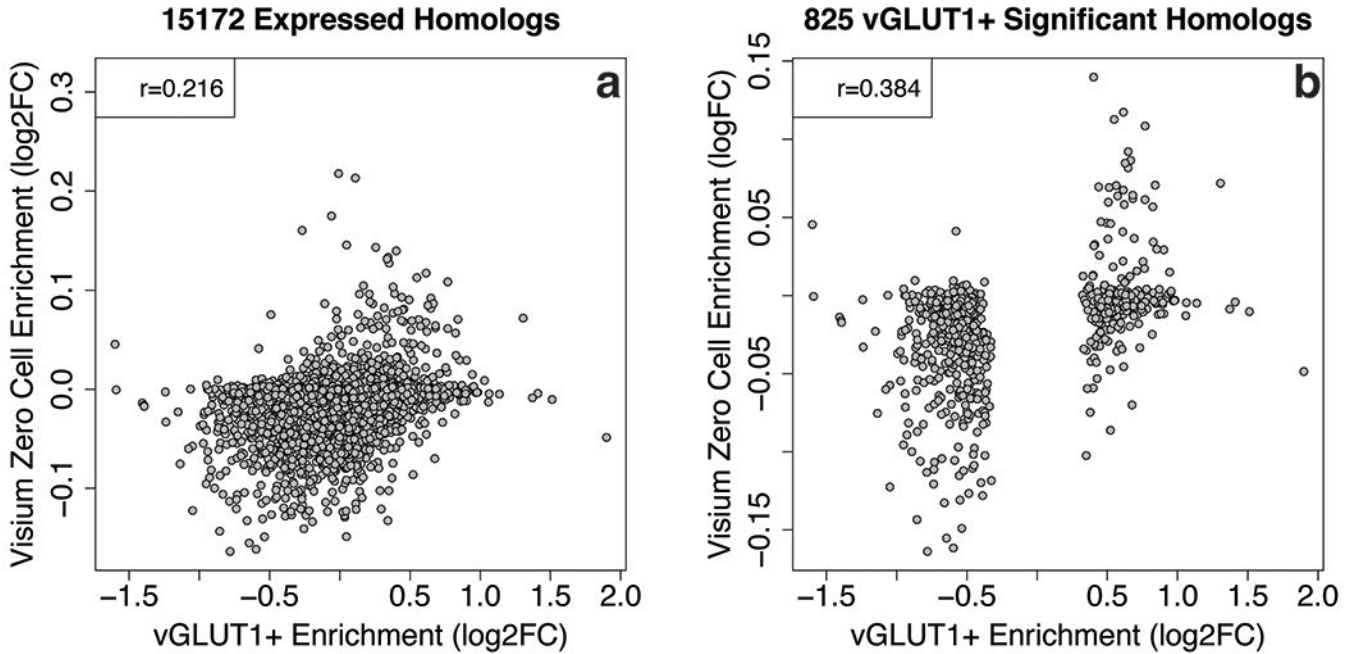 15172 Expressed Homologs
r=0.216
a
Visium Zero Cell Enrichment (log2FC)
0.3
0.2
0.1
0.0
−0.1
−1.5
−0.5
0.5
1.0
1.5
2.0
vGLUT1+ Enrichment (log2FC)
825 vGLUT1+ Significant Homologs
r=0.384
b
Visium Zero Cell Enrichment (logFC)
0.15
0.05
−0.05
−0.15
−1.5
−0.5
0.5
1.0
1.5
2.0
vGLUT1+ Enrichment (log2FC)